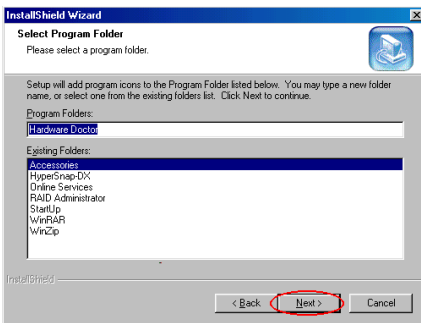 InstallShield Wizard
Select Program Folder
Please select a program folder.
Setup will add program icons to the Program Folder listed below. You may type a new folder
name, or select one from the existing folders list. Click Next to continue.
Program Folders:
Hardware Doctor
Existing Folders:
Accessories
HyperSnap-DX
Online Services
RAID Administrator
StartUp
WinRAR
WinZip
InstallShield
< Back Next > Cancel